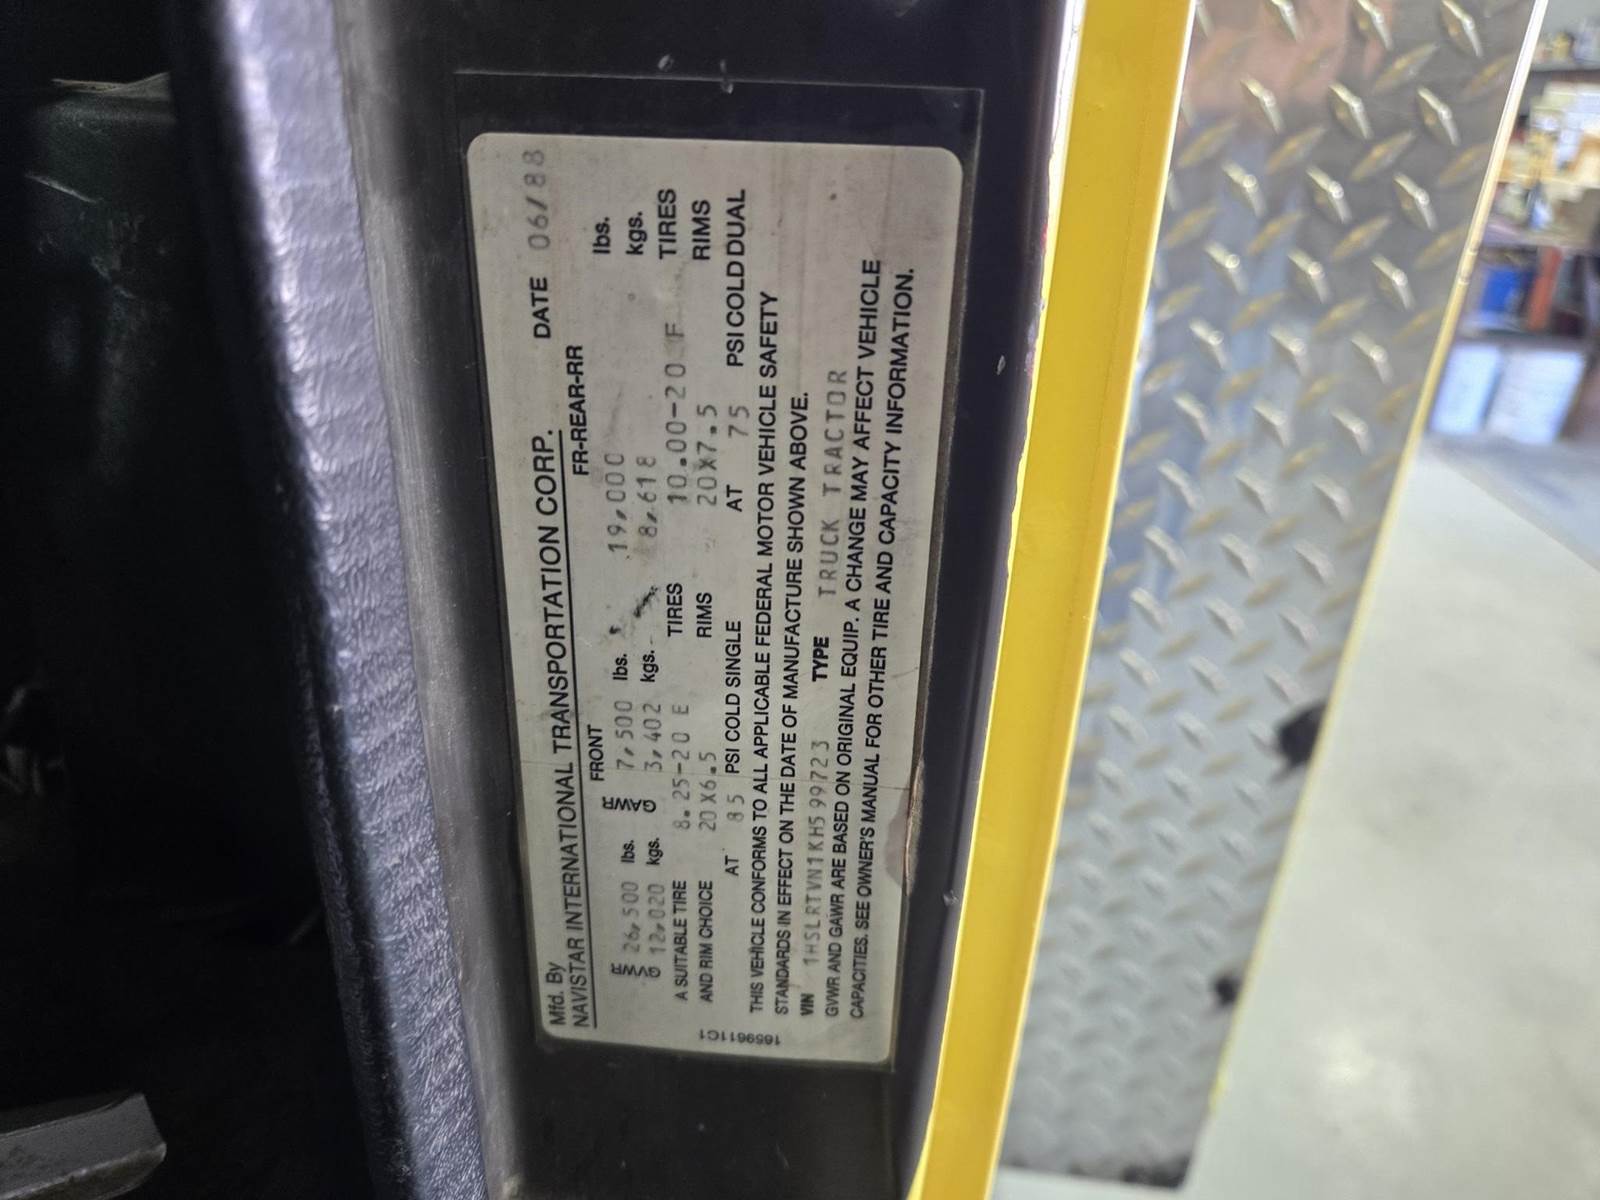 Mfd. By
NAVISTAR INTERNATIONAL TRANSPORTATION CORP. DATE 06/88
FRONT FR-REAR-RR
GVWR 26,500 lbs. GAWR 7,500 lbs. 19,000 lbs.
12,020 kgs. 3,402 kgs. 8,618 kgs.
A SUITABLE TIRE 8.25-20 E TIRES 10.00-20 F TIRES
AND RIM CHOICE 20X6.5 RIMS 20X7.5 RIMS
AT 85 PSI COLD SINGLE AT 75 PSI COLD DUAL
THIS VEHICLE CONFORMS TO ALL APPLICABLE FEDERAL MOTOR VEHICLE SAFETY
STANDARDS IN EFFECT ON THE DATE OF MANUFACTURE SHOWN ABOVE.
VIN 1HSLRTVN1KH599723 TYPE TRUCK TRACTOR
GVWR AND GAWR ARE BASED ON ORIGINAL EQUIP. A CHANGE MAY AFFECT VEHICLE
CAPACITIES. SEE OWNER'S MANUAL FOR OTHER TIRE AND CAPACITY INFORMATION.
1659611C1